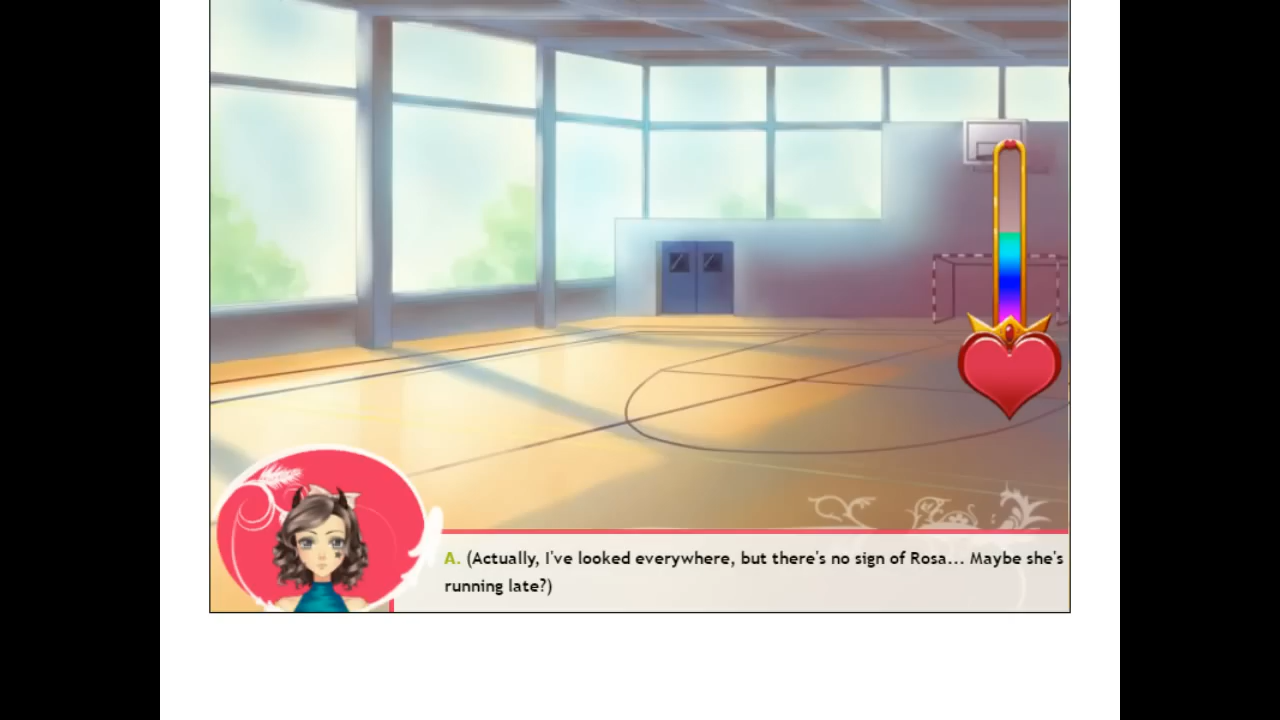 A. (Actually, I've looked everywhere, but there's no sign of Rosa... Maybe she's
running late?)